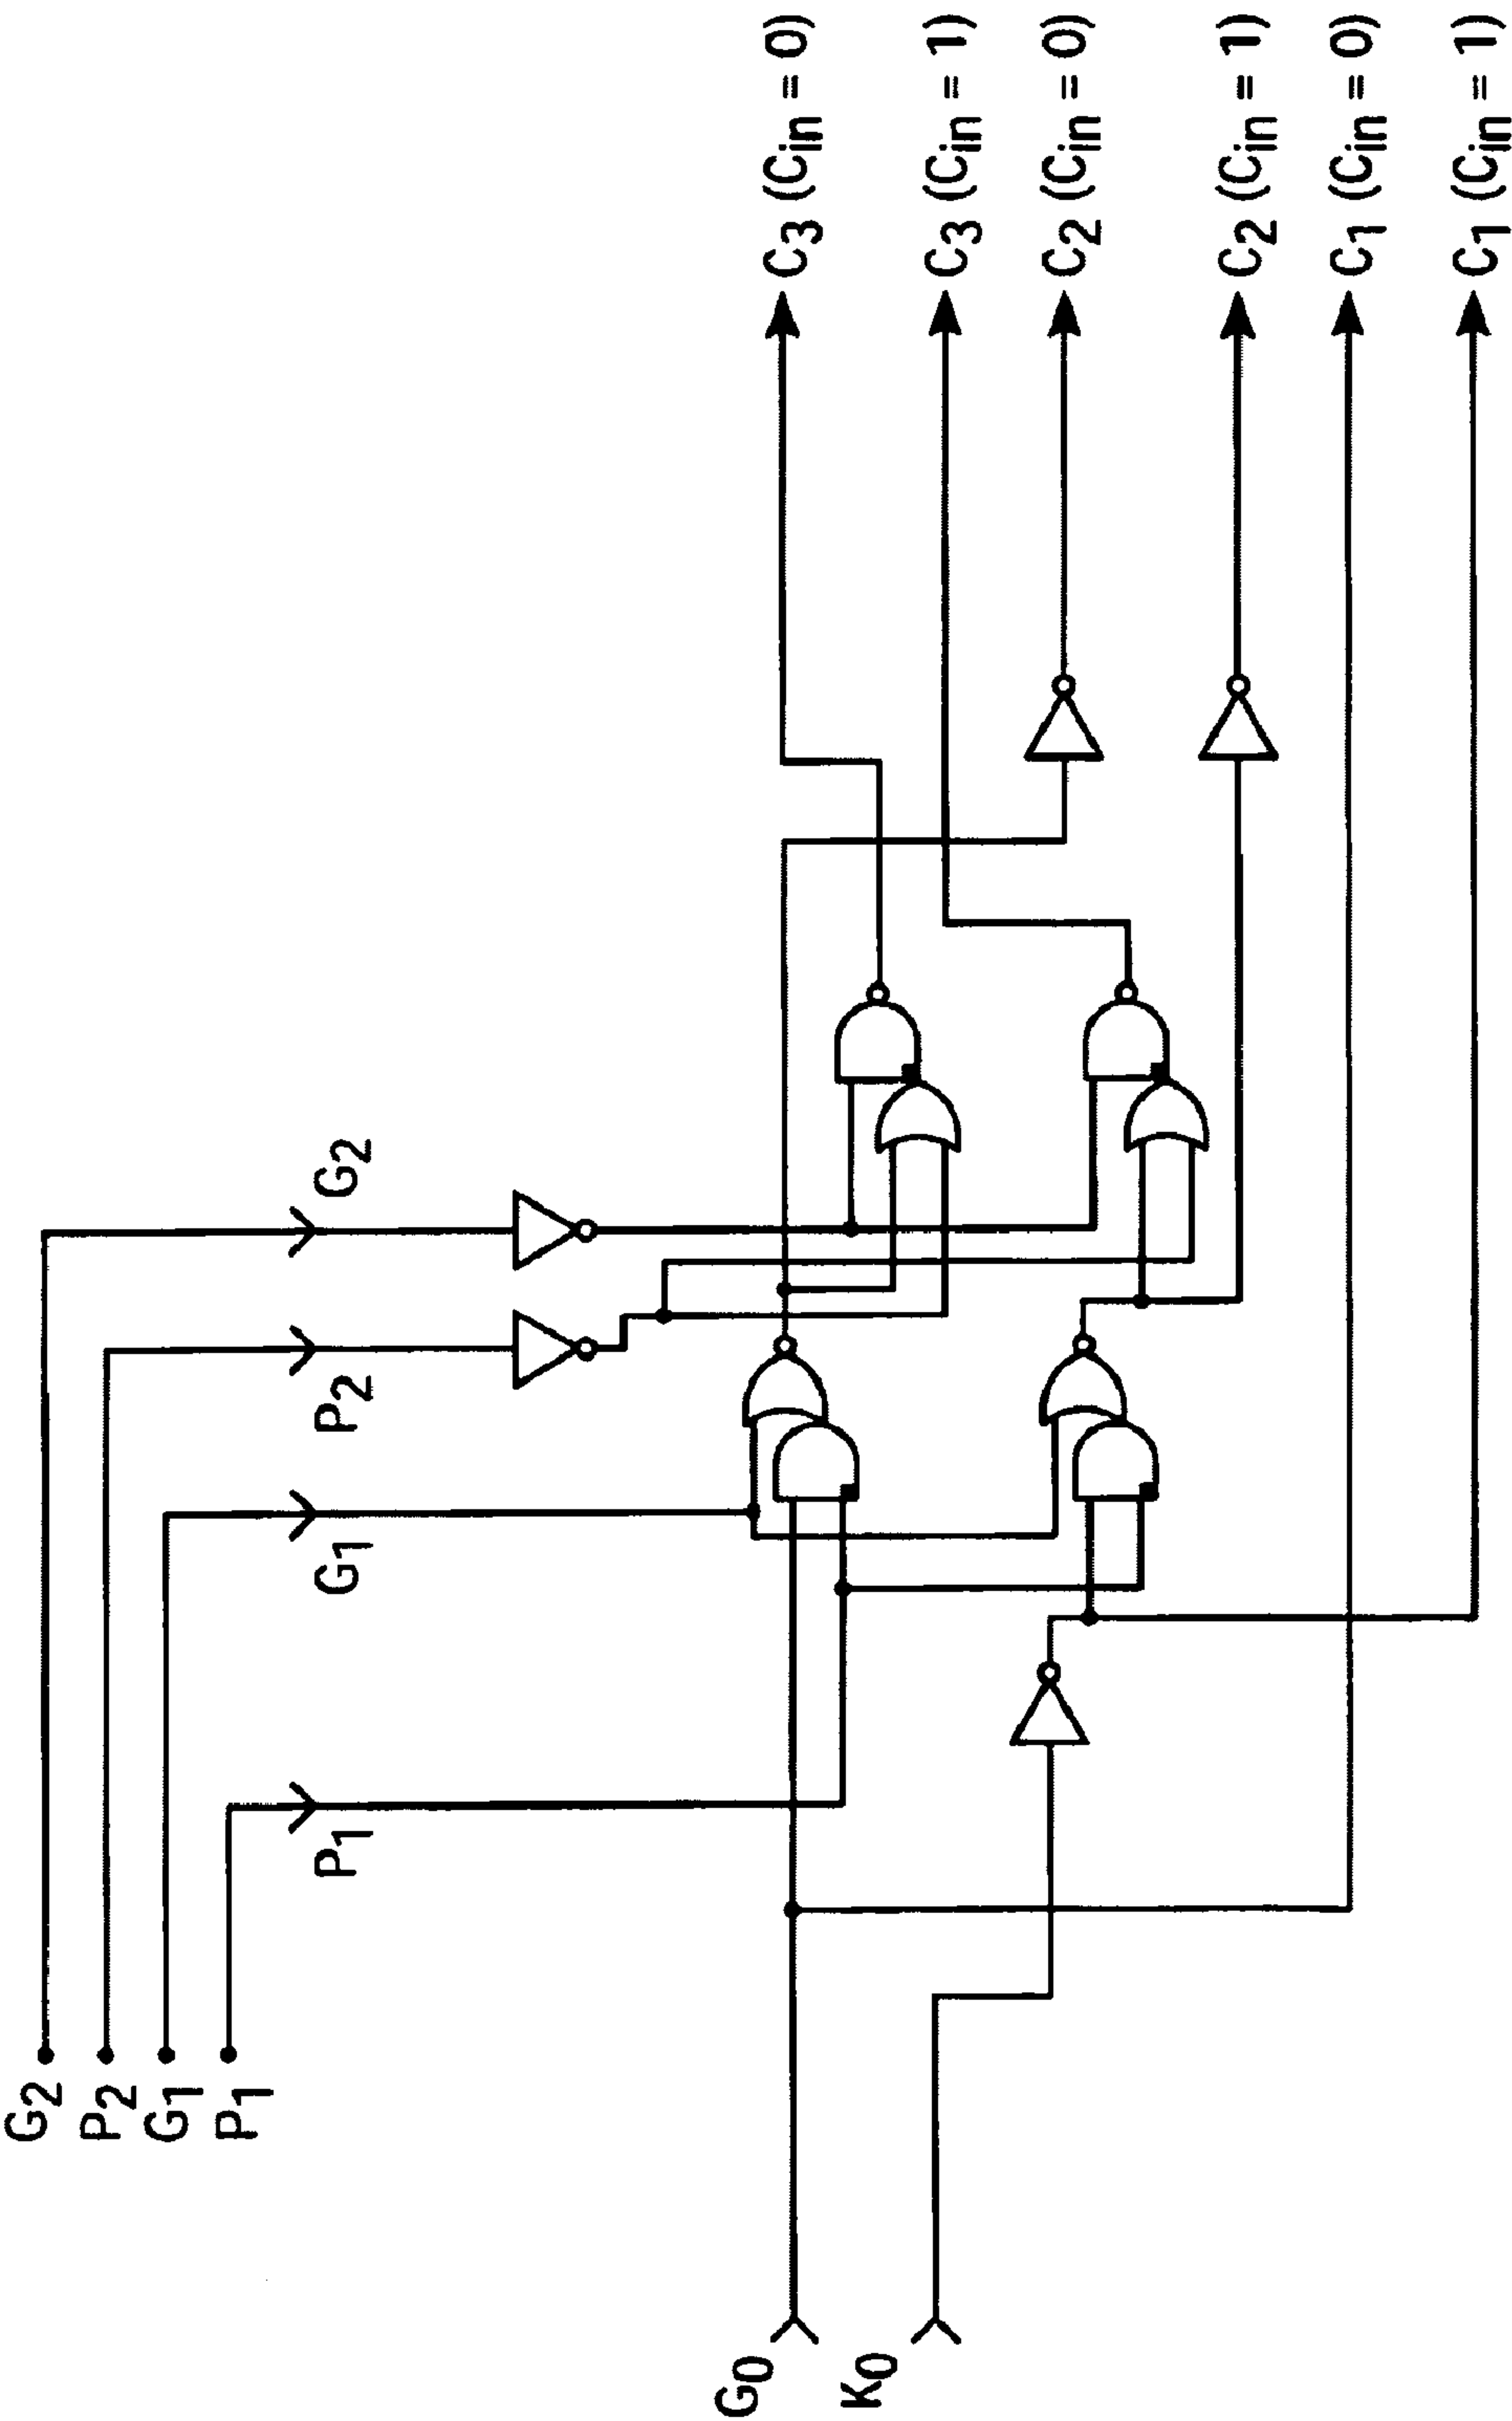 G2
P2
G1
P1
G2
P2
G1
P1
G0
K0
C3 (Cin = 0)
C3 (Cin = 1)
C2 (Cin = 0)
C2 (Cin = 1)
C1 (Cin = 0)
C1 (Cin = 1)